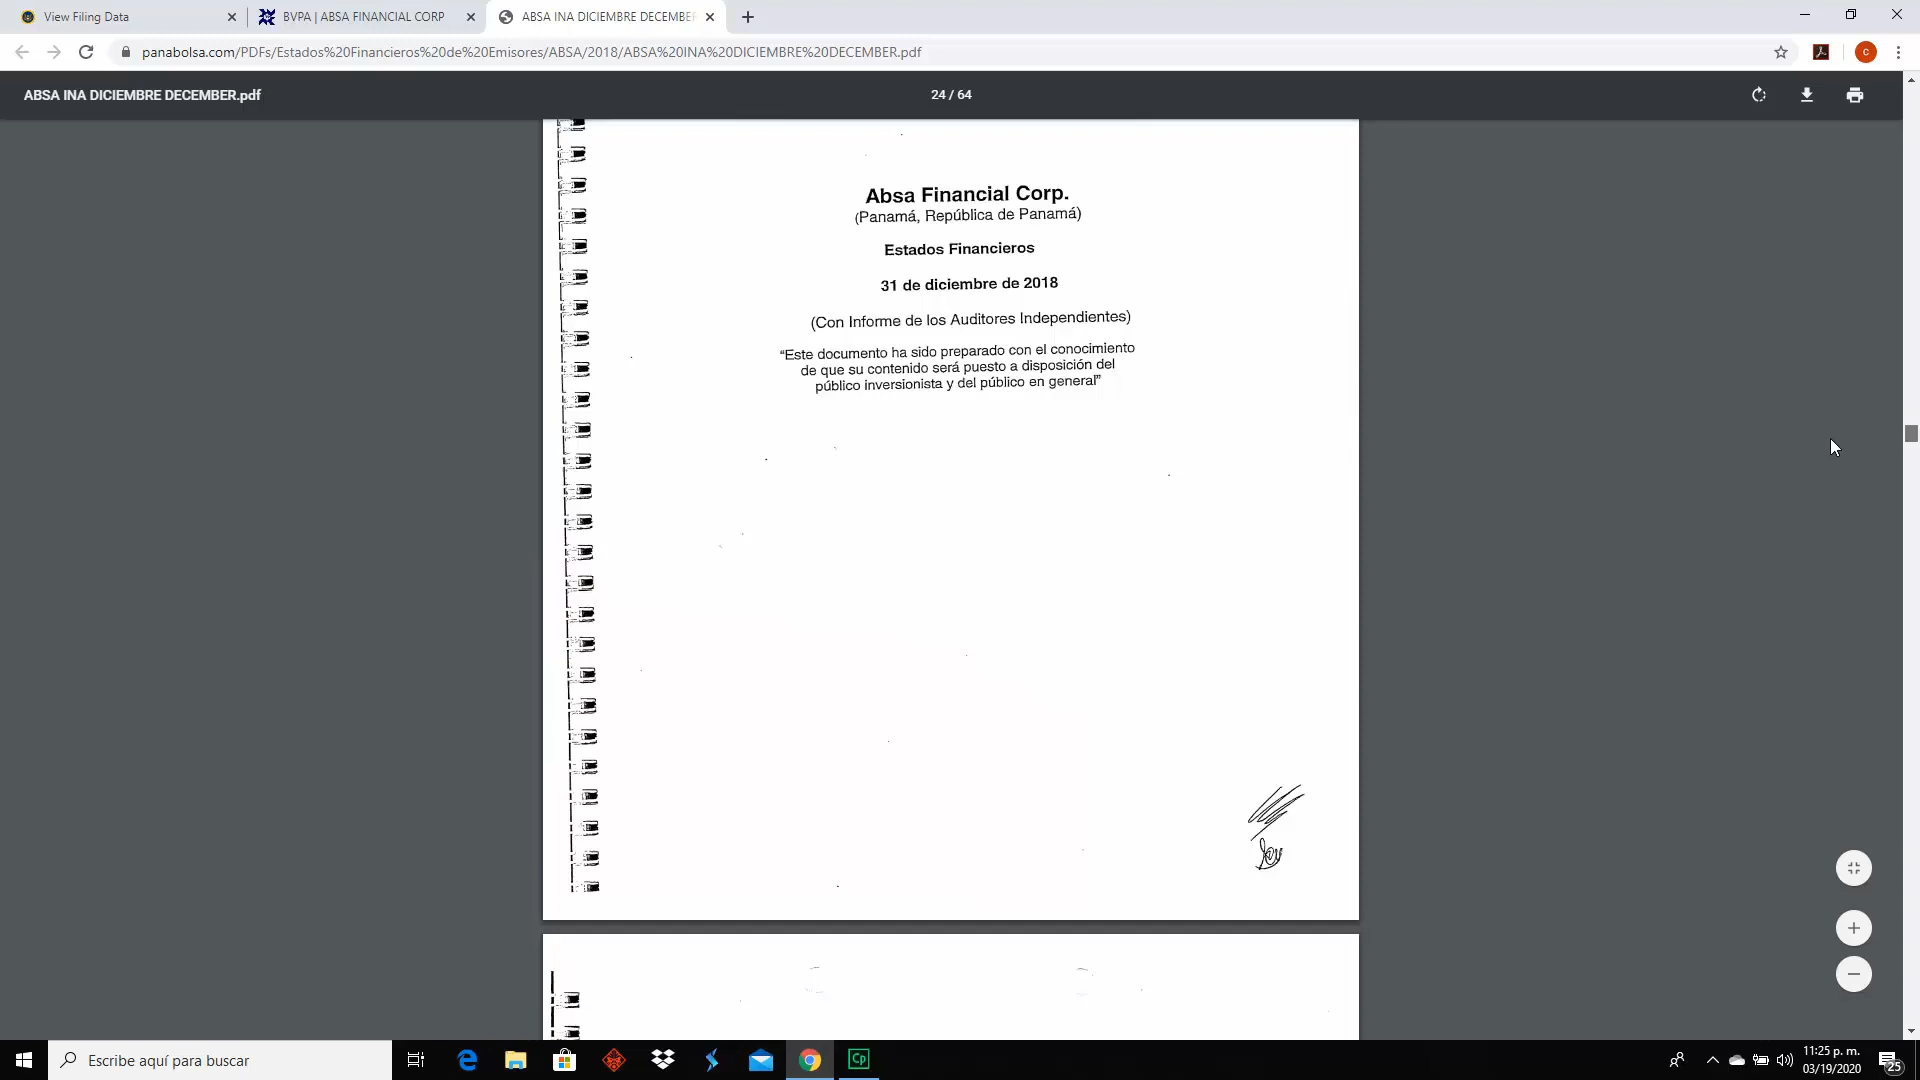 View Filing Data
BVPA | ABSA FINANCIAL CORP
ABSA INA DICIEMBRE DECEMBER
panabolsa.com/PDFs/Estados%20Financieros%20de%20Emisores/ABSA/2018/ABSA%20INA%20DICIEMBRE%20DECEMBER.pdf
C
ABSA INA DICIEMBRE DECEMBER.pdf
24 / 64
Absa Financial Corp.
(Panamá, República de Panamá)
Estados Financieros
31 de diciembre de 2018
(Con Informe de los Auditores Independientes)
“Este documento ha sido preparado con el conocimiento
de que su contenido será puesto a disposición del
público inversionista y del público en general”
Escribe aquí para buscar
Cp
11:25 p. m.
03/19/2020
25